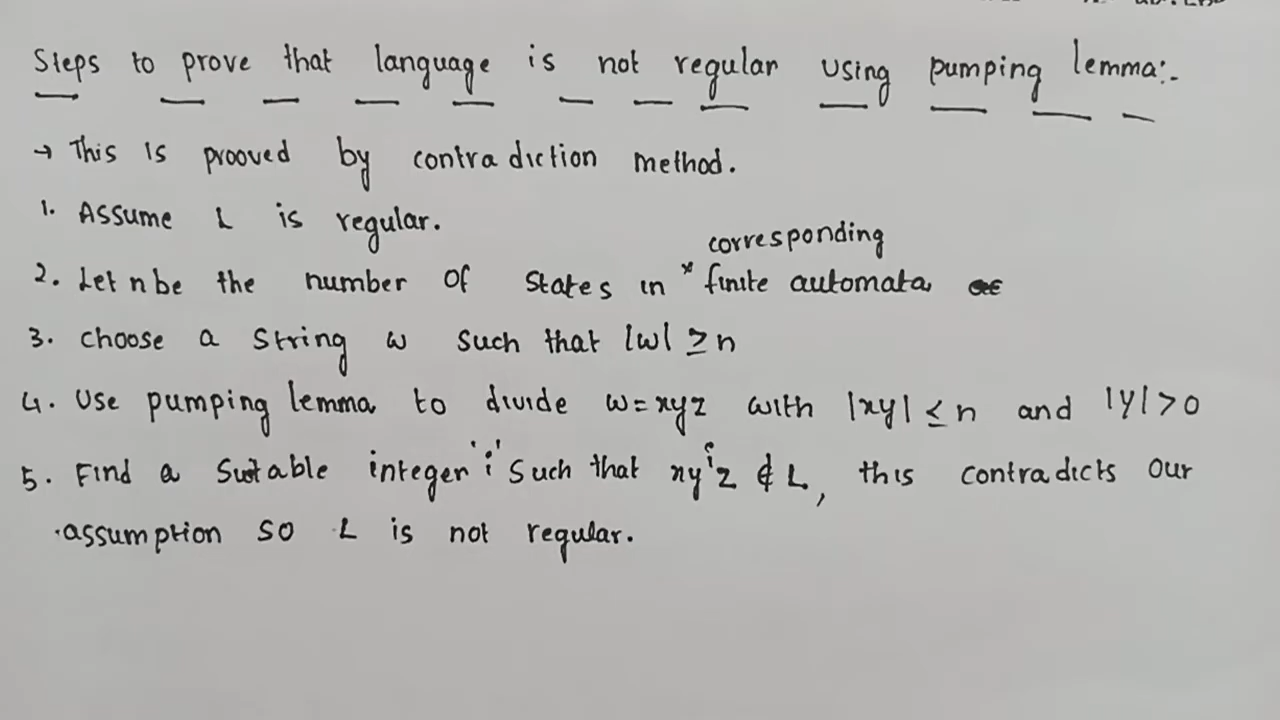 Steps to prove that language is not regular using pumping lemma:-
→ This is prooved by contradiction method.
1. Assume L is regular.
corresponding
2. Let n be the number of states in * finite automata
3. choose a string w such that |w| ≥ n
4. Use pumping lemma to divide w=xyz with |xy| ≤ n and |y| > 0
5. Find a suitable integer 'i' such that xyⁱz ∉ L, this contradicts our
assumption so L is not regular.